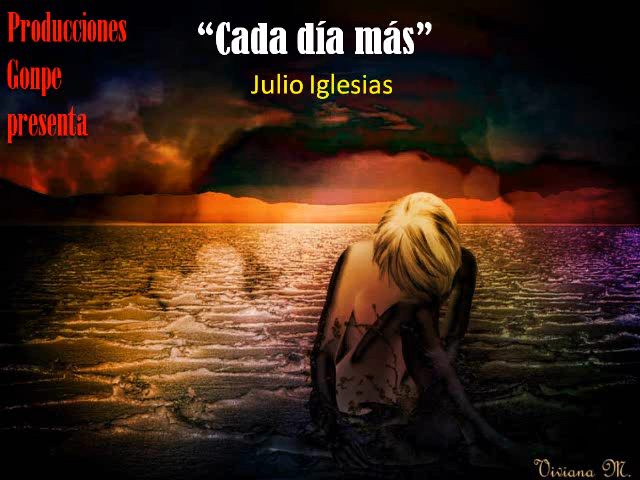 Producciones
Gonpe
presenta
“Cada día más”
Julio Iglesias
Viviana M.